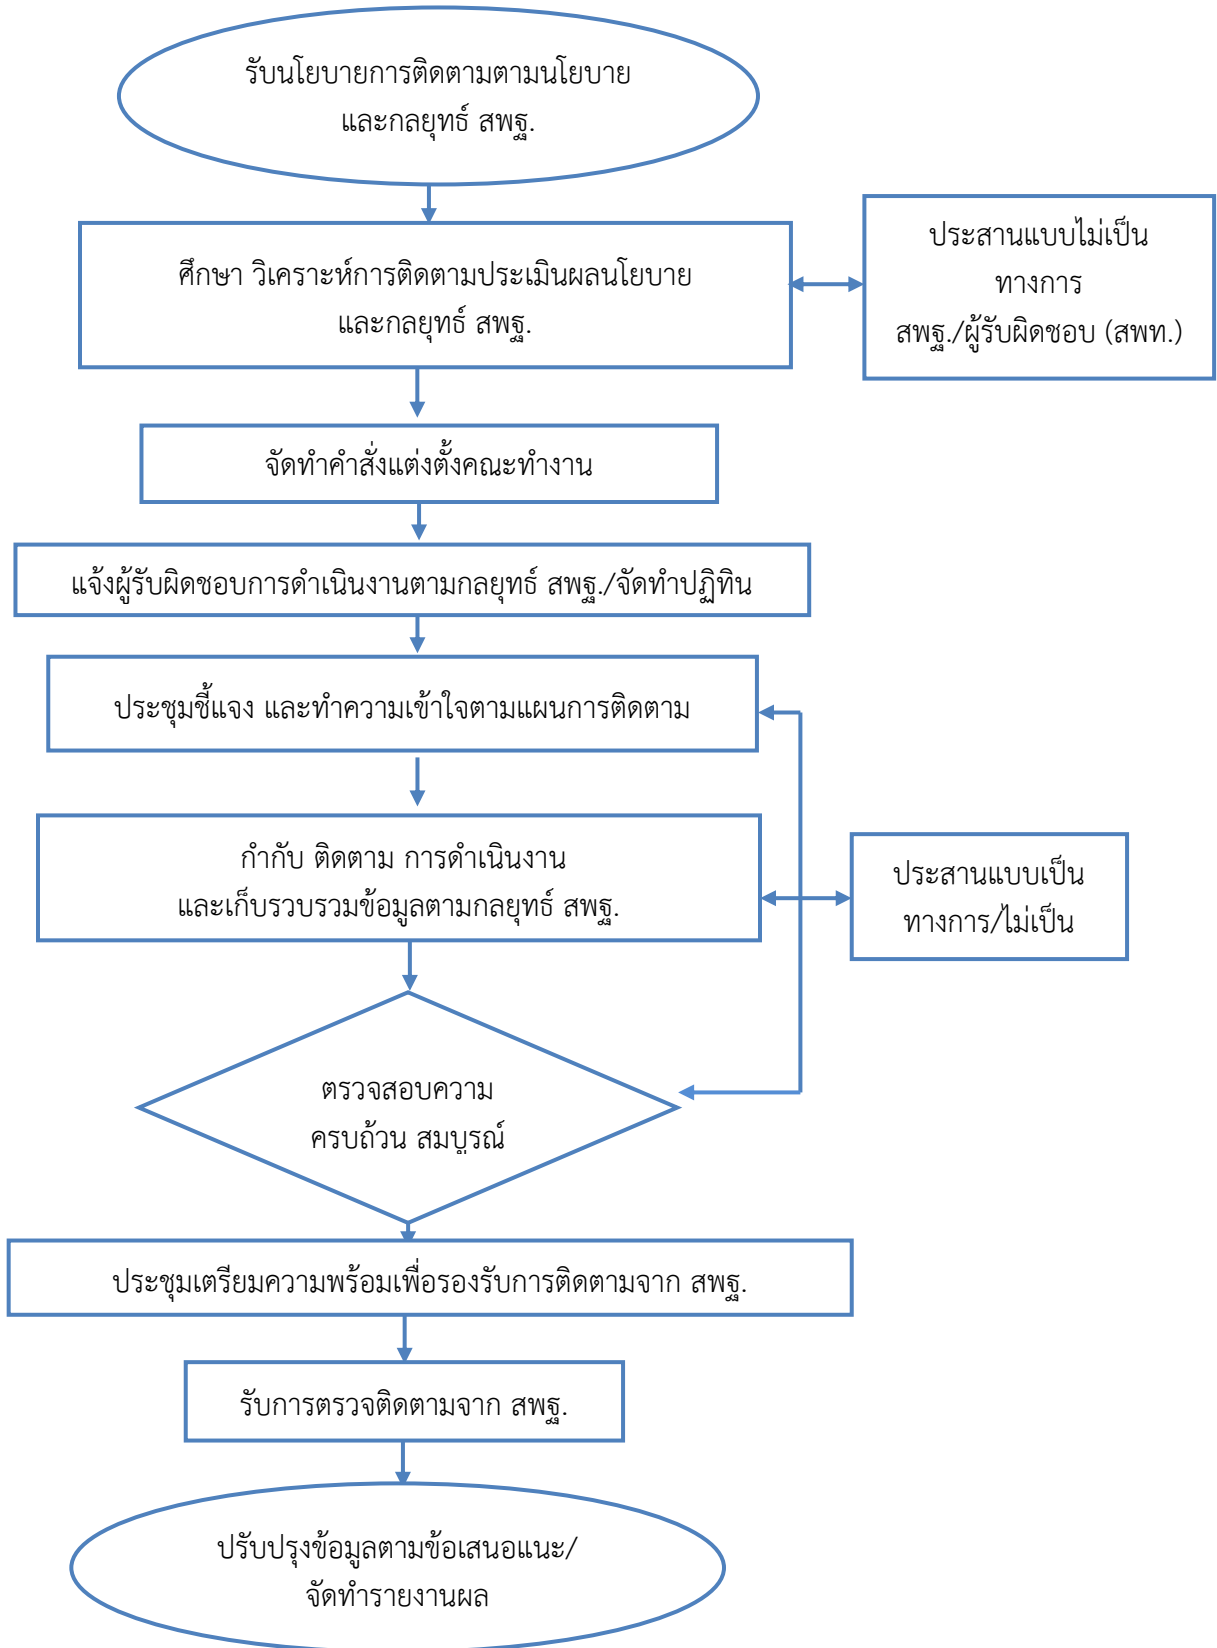 รับนโยบายการติดตามตามนโยบาย
และกลยุทธ์ สพฐ.
ศึกษา วิเคราะห์การติดตามประเมินผลนโยบาย
และกลยุทธ์ สพฐ.
ประสานแบบไม่เป็น
ทางการ
สพฐ./ผู้รับผิดชอบ (สพท.)
จัดทำคำสั่งแต่งตั้งคณะทำงาน
แจ้งผู้รับผิดชอบการดำเนินงานตามกลยุทธ์ สพฐ./จัดทำปฏิทิน
ประชุมชี้แจง และทำความเข้าใจตามแผนการติดตาม
กำกับ ติดตาม การดำเนินงาน
และเก็บรวบรวมข้อมูลตามกลยุทธ์ สพฐ.
ประสานแบบเป็น
ทางการ/ไม่เป็น
ตรวจสอบความ
ครบถ้วน สมบูรณ์
ประชุมเตรียมความพร้อมเพื่อรองรับการติดตามจาก สพฐ.
รับการตรวจติดตามจาก สพฐ.
ปรับปรุงข้อมูลตามข้อเสนอแนะ/
จัดทำรายงานผล